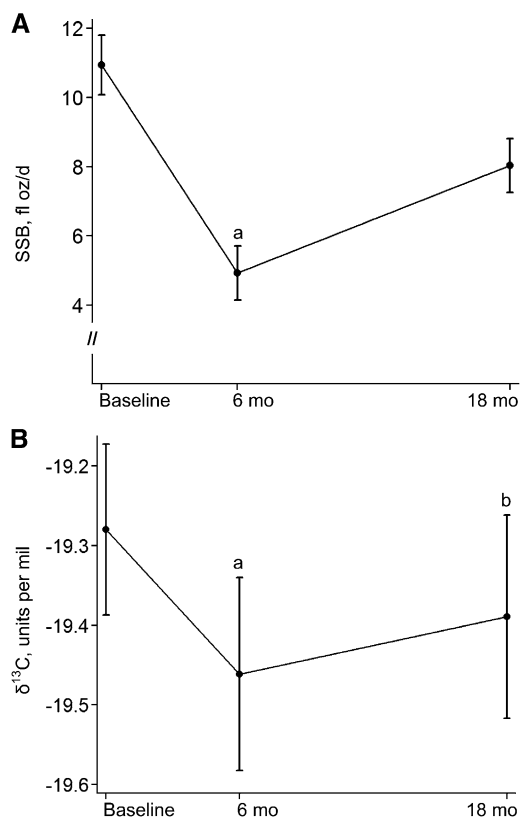 A
12
10
8
6
4
SSB, fl oz/d
a
//
Baseline 6 mo 18 mo
B
-19.2
-19.3
-19.4
-19.5
-19.6
δ¹³C, units per mil
a
b
Baseline 6 mo 18 mo